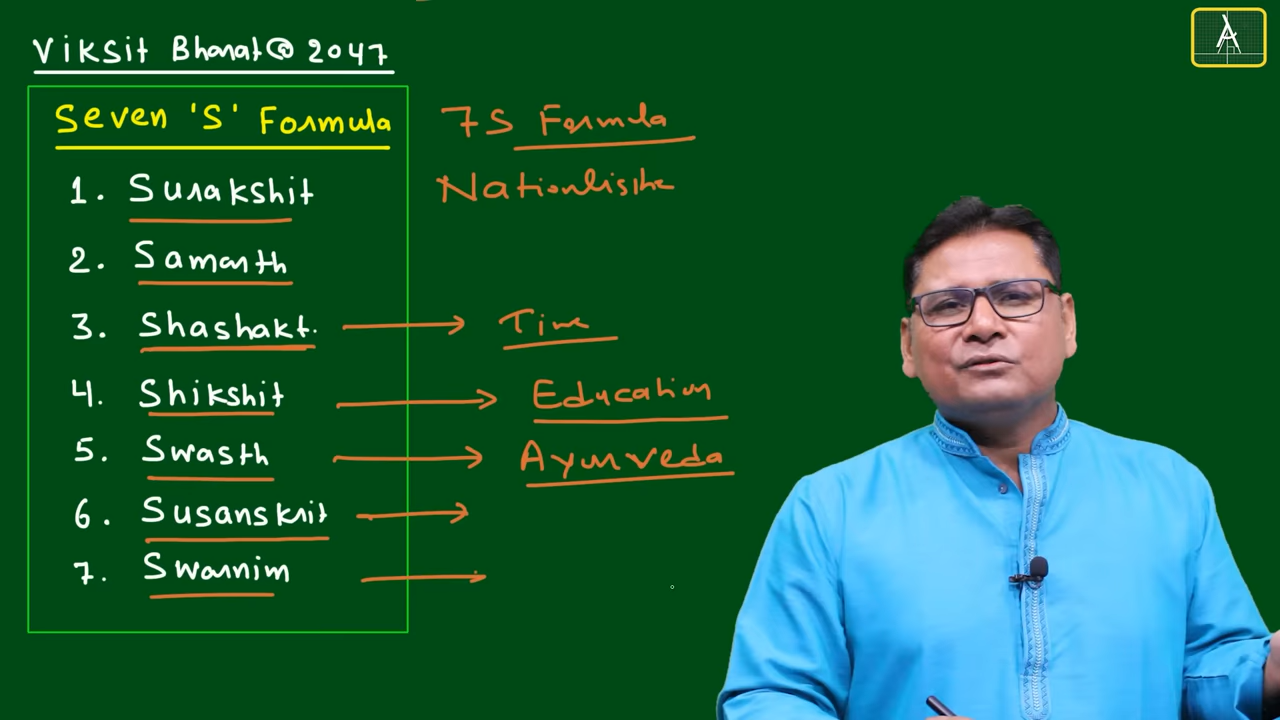 Viksit Bharat@2047
Seven 'S' Formula
7S Formula
1. Surakshit
Nationlistic
2. Samarth
3. Shashakt.
Time
4. Shikshit
Education
5. Swasth
Ayurveda
6. Susanskrit
7. Swarnim